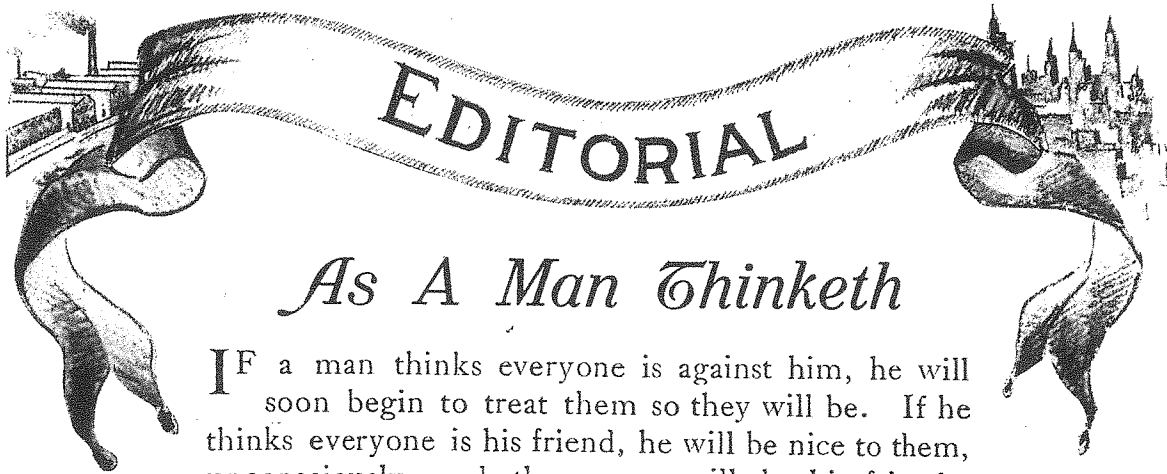 EDITORIAL
As A Man Thinketh
IF a man thinks everyone is against him, he will
soon begin to treat them so they will be. If he
thinks everyone is his friend, he will be nice to them,